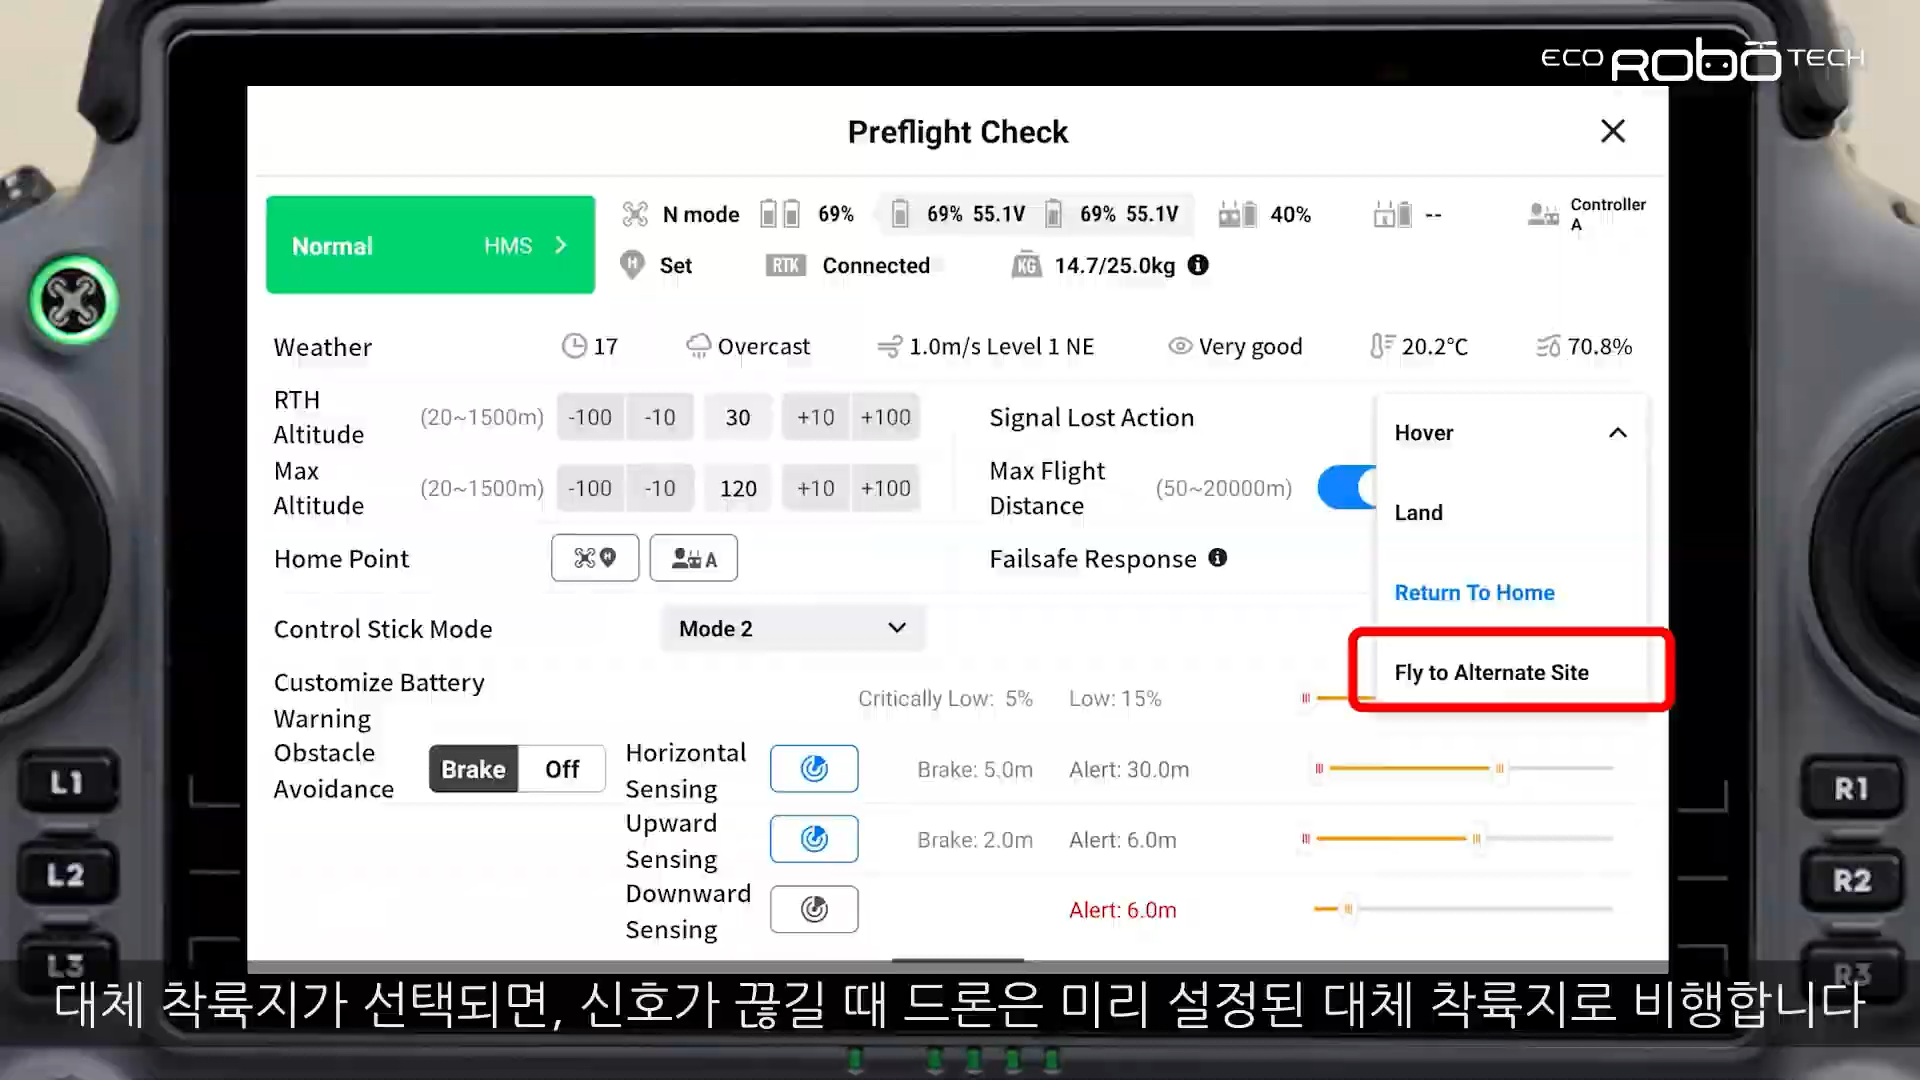 ECO ROBO TECH
Preflight Check
Normal HMS
N mode 69% 69% 55.1V 69% 55.1V 40% -- Controller A
H Set RTK Connected KG 14.7/25.0kg
Weather 17 Overcast 1.0m/s Level 1 NE Very good 20.2°C 70.8%
RTH Altitude (20~1500m) -100 -10 30 +10 +100 Signal Lost Action
Hover
Max Altitude (20~1500m) -100 -10 120 +10 +100 Max Flight Distance (50~20000m)
Land
Home Point H A Failsafe Response
Return To Home
Control Stick Mode Mode 2
Fly to Alternate Site
Customize Battery Warning Critically Low: 5% Low: 15%
Obstacle Avoidance Brake Off Horizontal Sensing Brake: 5.0m Alert: 30.0m
Upward Sensing Brake: 2.0m Alert: 6.0m
Downward Sensing Alert: 6.0m
L1
L2
L3
R1
R2
R3
대체 착륙지가 선택되면, 신호가 끊길 때 드론은 미리 설정된 대체 착륙지로 비행합니다